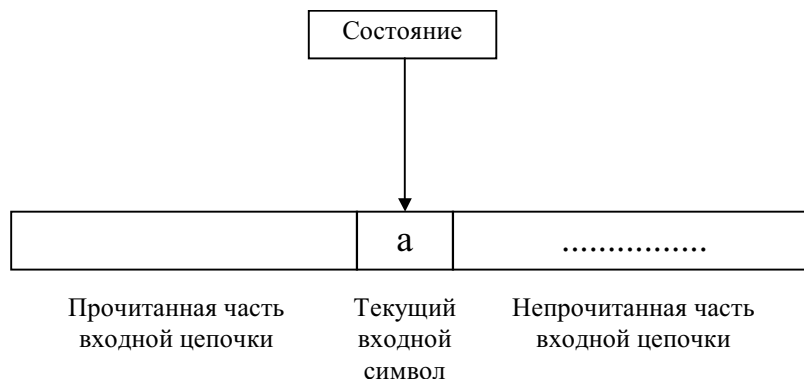 Состояние
а
................
Прочитанная часть
входной цепочки
Текущий
входной
символ
Непрочитанная часть
входной цепочки